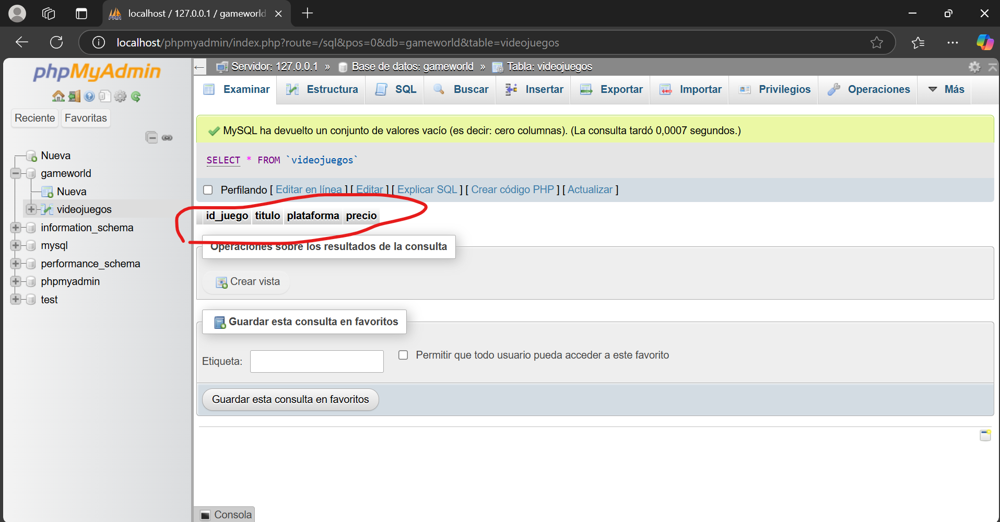 localhost / 127.0.0.1 / gameworld
localhost/phpmyadmin/index.php?route=/sql&pos=0&db=gameworld&table=videojuegos
phpMyAdmin
Reciente Favoritas
Nueva
gameworld
Nueva
videojuegos
information_schema
mysql
performance_schema
phpmyadmin
test
Servidor: 127.0.0.1 » Base de datos: gameworld » Tabla: videojuegos
Examinar Estructura SQL Buscar Insertar Exportar Importar Privilegios Operaciones Más
MySQL ha devuelto un conjunto de valores vacío (es decir: cero columnas). (La consulta tardó 0,0007 segundos.)
SELECT * FROM `videojuegos`
Perfilando [ Editar en línea ] [ Editar ] [ Explicar SQL ] [ Crear código PHP ] [ Actualizar ]
id_juego titulo plataforma precio
Operaciones sobre los resultados de la consulta
Crear vista
Guardar esta consulta en favoritos
Etiqueta: Permitir que todo usuario pueda acceder a este favorito
Guardar esta consulta en favoritos
Consola